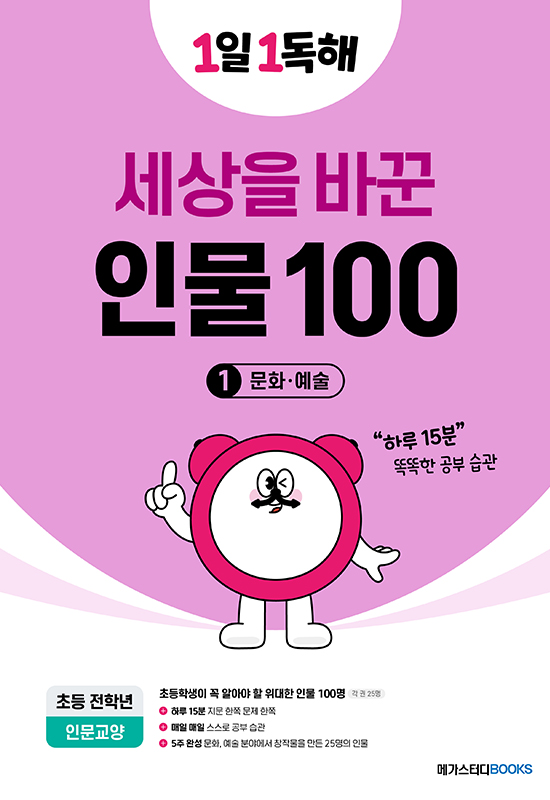 1일 1독해
세상을 바꾼
인물 100
1 문화·예술
“하루 15분”
똑똑한 공부 습관
초등 전학년
인문교양
초등학생이 꼭 알아야 할 위대한 인물 100명 각 권 25명
하루 15분 지문 한쪽 문제 한쪽
매일 매일 스스로 공부 습관
5주 완성 문화, 예술 분야에서 창작물을 만든 25명의 인물
메가스터디BOOKS